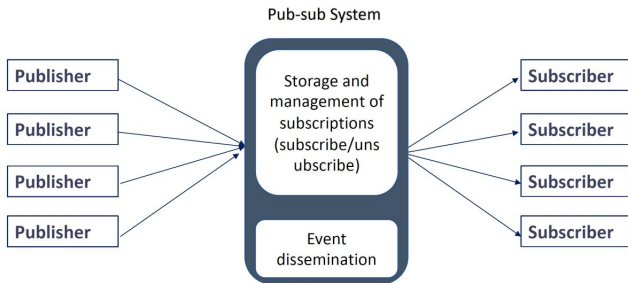 Pub-sub System
Publisher
Publisher
Publisher
Publisher
Storage and
management of
subscriptions
(subscribe/uns
ubscribe)
Event
dissemination
Subscriber
Subscriber
Subscriber
Subscriber